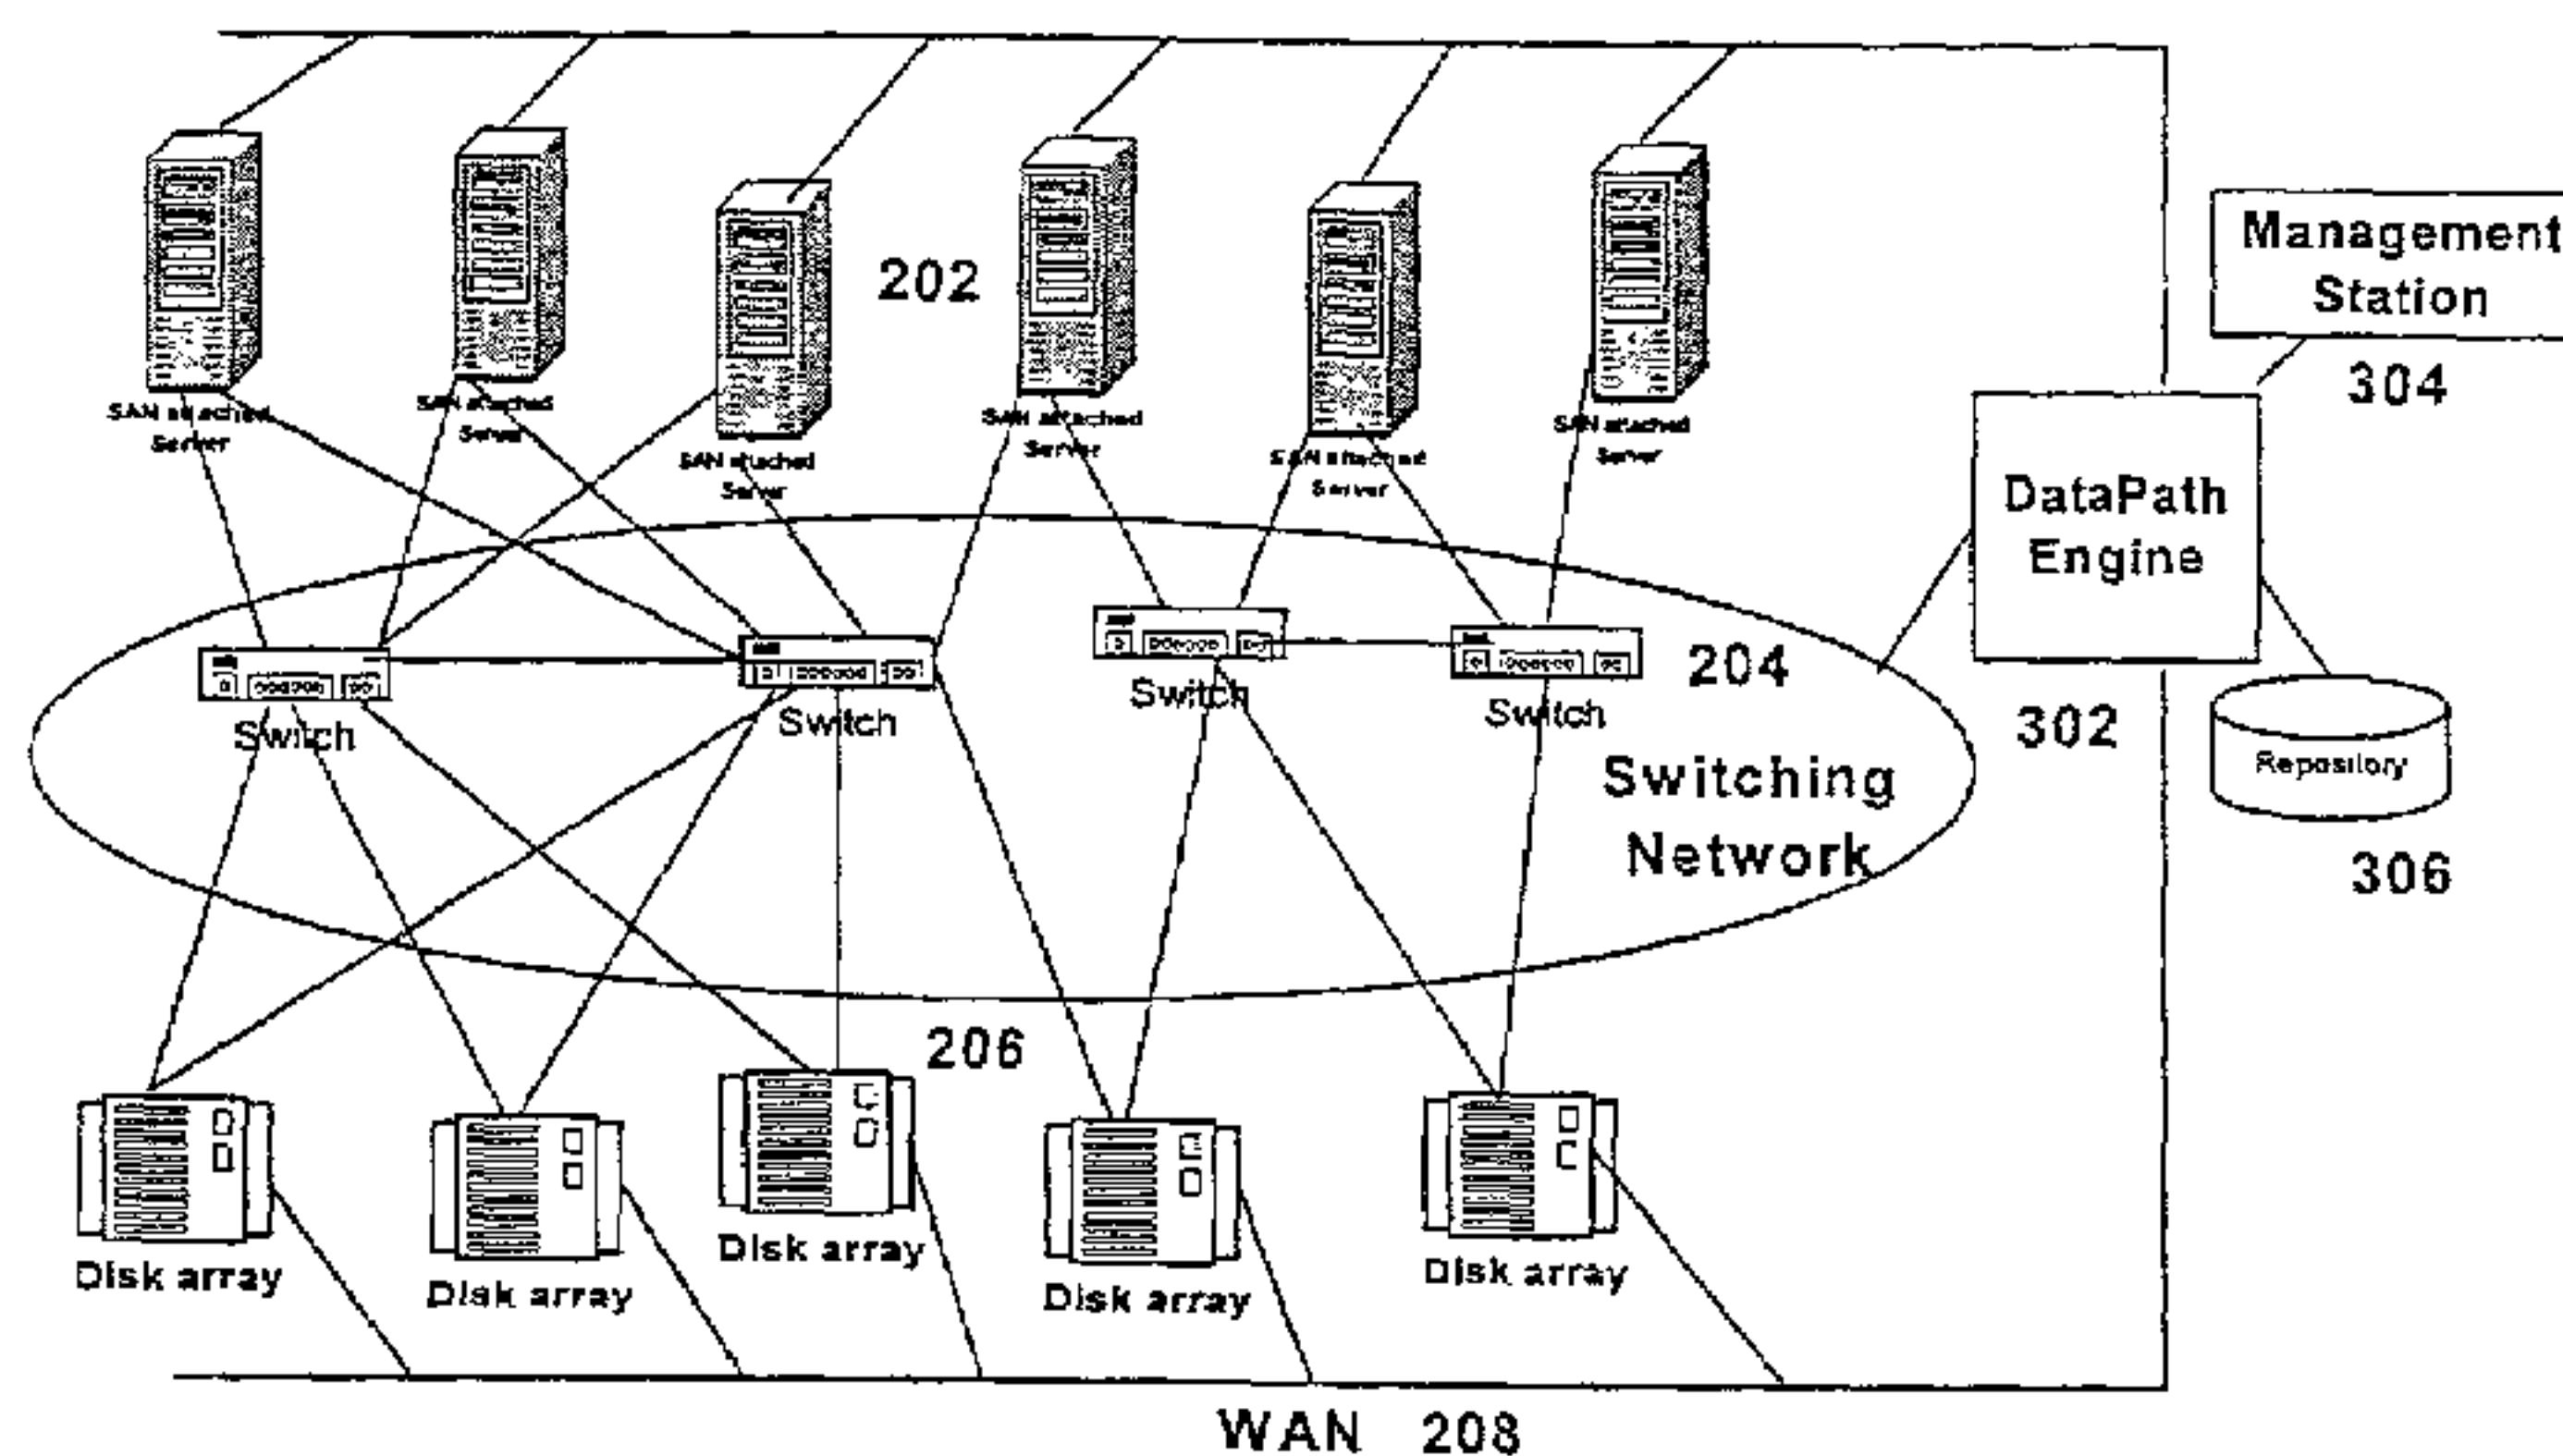 202
Management
Station
304
SAN attached
Server
SAN attached
Server
SAN attached
Server
SAN attached
Server
SAN attached
Server
SAN attached
Server
DataPath
Engine
302
Repository
306
204
Switch
Switch
Switch
Switch
Switching
Network
206
Disk array
Disk array
Disk array
Disk array
Disk array
WAN 208